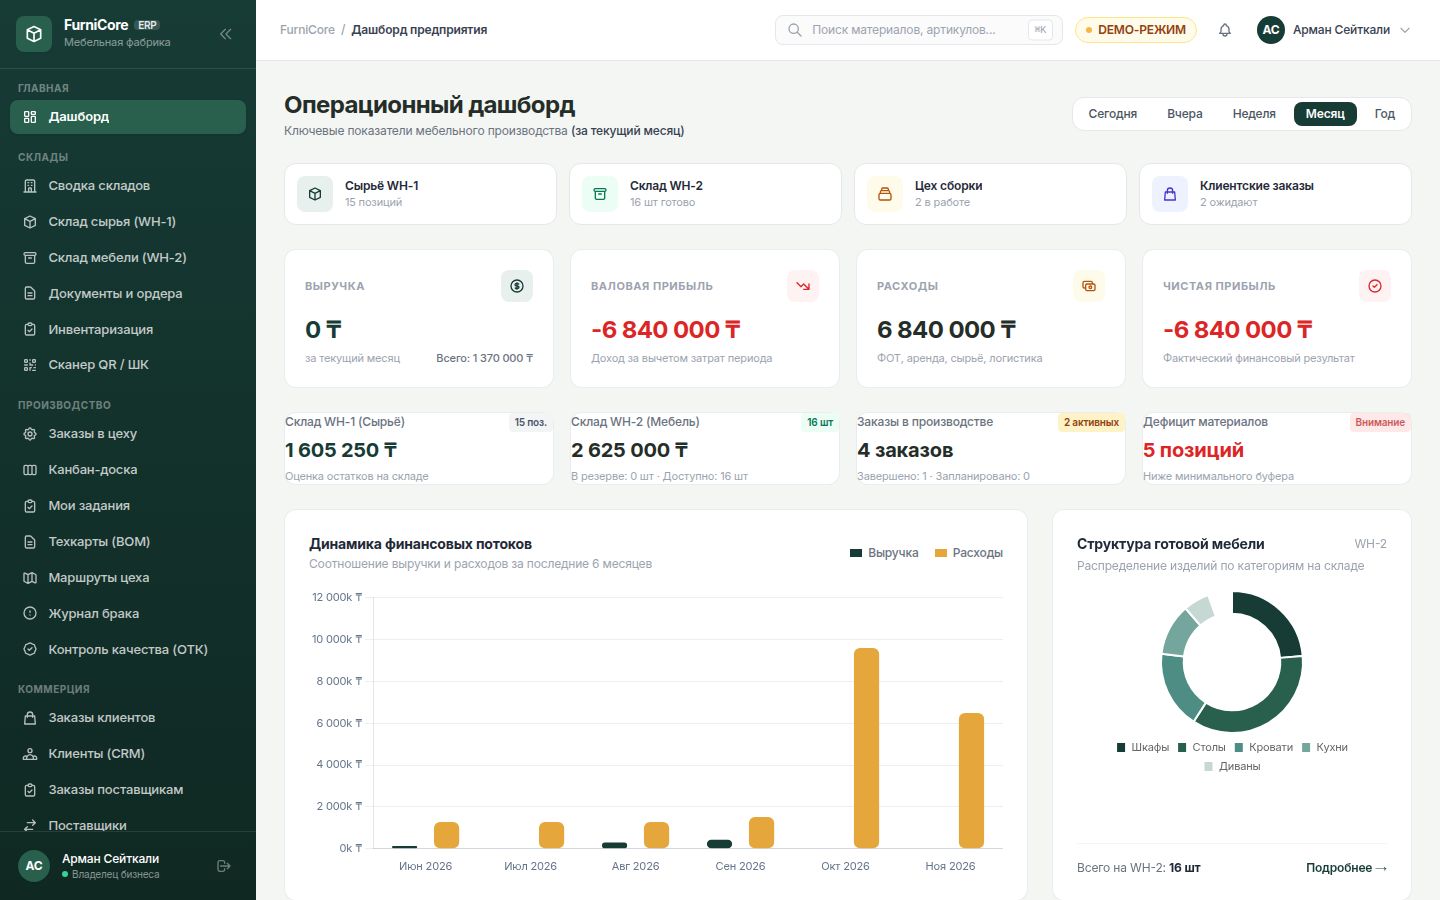 FurniCore ERP
Мебельная фабрика
ГЛАВНАЯ
Дашборд
СКЛАДЫ
Сводка складов
Склад сырья (WH-1)
Склад мебели (WH-2)
Документы и ордера
Инвентаризация
Сканер QR / ШК
ПРОИЗВОДСТВО
Заказы в цеху
Канбан-доска
Мои задания
Техкарты (BOM)
Маршруты цеха
Журнал брака
Контроль качества (ОТК)
КОММЕРЦИЯ
Заказы клиентов
Клиенты (CRM)
Заказы поставщикам
Поставщики
АС
Арман Сейткали
Владелец бизнеса
FurniCore / Дашборд предприятия
Поиск материалов, артикулов... ⌘K
DEMO-РЕЖИМ
АС Арман Сейткали
Операционный дашборд
Ключевые показатели мебельного производства (за текущий месяц)
Сегодня Вчера Неделя Месяц Год
Сырьё WH-1
15 позиций
Склад WH-2
16 шт готово
Цех сборки
2 в работе
Клиентские заказы
2 ожидают
ВЫРУЧКА
0 ₸
за текущий месяц Всего: 1 370 000 ₸
ВАЛОВАЯ ПРИБЫЛЬ
-6 840 000 ₸
Доход за вычетом затрат периода
РАСХОДЫ
6 840 000 ₸
ФОТ, аренда, сырьё, логистика
ЧИСТАЯ ПРИБЫЛЬ
-6 840 000 ₸
Фактический финансовый результат
Склад WH-1 (Сырьё) 15 поз.
1 605 250 ₸
Оценка остатков на складе
Склад WH-2 (Мебель) 16 шт
2 625 000 ₸
В резерве: 0 шт · Доступно: 16 шт
Заказы в производстве 2 активных
4 заказов
Завершено: 1 · Запланировано: 0
Дефицит материалов Внимание
5 позиций
Ниже минимального буфера
Динамика финансовых потоков
Соотношение выручки и расходов за последние 6 месяцев
Выручка Расходы
12 000k ₸
10 000k ₸
8 000k ₸
6 000k ₸
4 000k ₸
2 000k ₸
0k ₸
Июн 2026 Июл 2026 Авг 2026 Сен 2026 Окт 2026 Ноя 2026
Структура готовой мебели WH-2
Распределение изделий по категориям на складе
Шкафы Столы Кровати Кухни
Диваны
Всего на WH-2: 16 шт Подробнее →